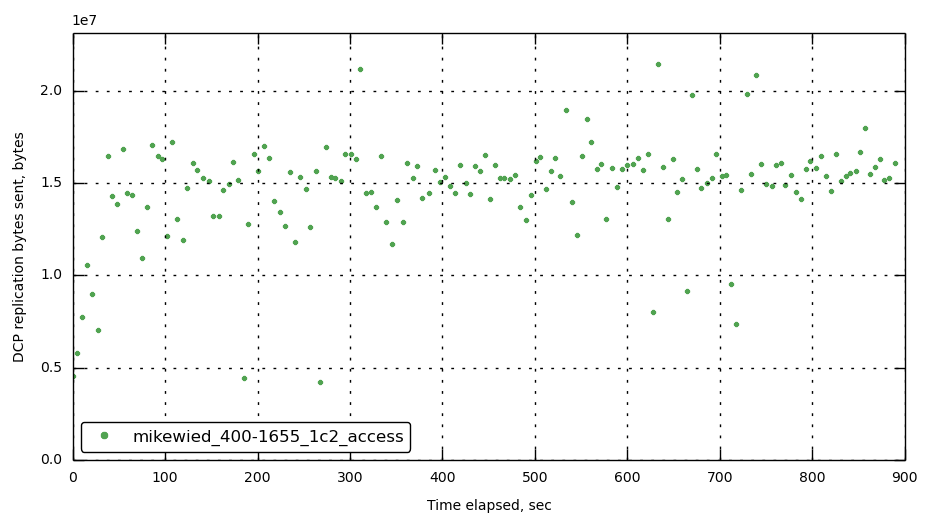 1e7
2.0
1.5
1.0
0.5
0.0
DCP replication bytes sent, bytes
mikewied_400-1655_1c2_access
0 100 200 300 400 500 600 700 800 900
Time elapsed, sec